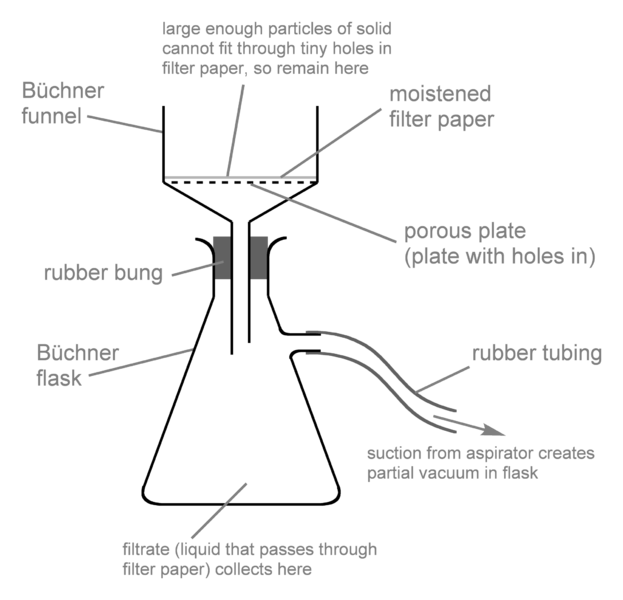 large enough particles of solid
cannot fit through tiny holes in
filter paper, so remain here
Büchner
funnel
moistened
filter paper
porous plate
(plate with holes in)
rubber bung
Büchner
flask
rubber tubing
suction from aspirator creates
partial vacuum in flask
filtrate (liquid that passes through
filter paper) collects here